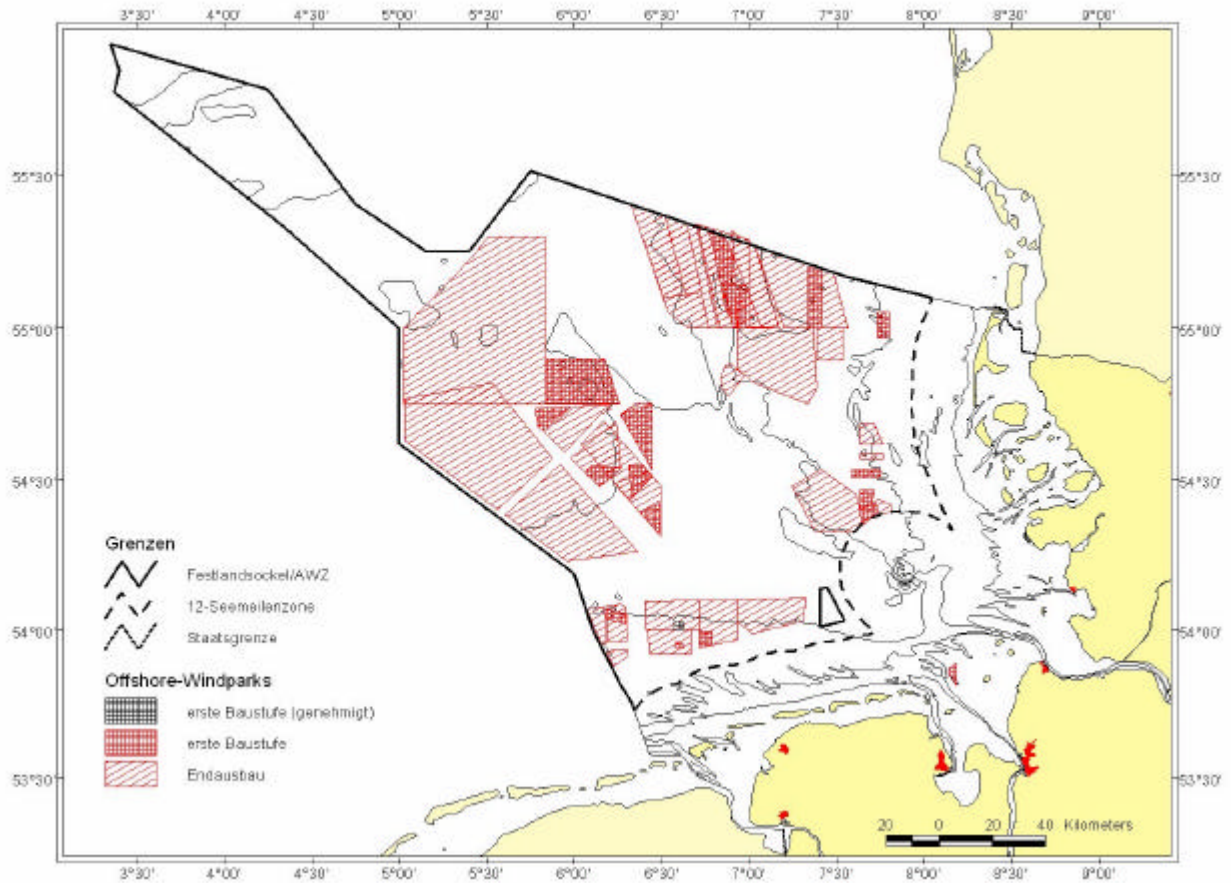 3°30' 4°00' 4°30' 5°00' 5°30' 6°00' 6°30' 7°00' 7°30' 8°00' 8°30' 9°00'
55°30' 55°30'
55°00' 55°00'
54°30' 54°30'
54°00' 54°00'
53°30' 53°30'
Grenzen
Festlandsockel/AWZ
12-Seemeilenzone
Staatsgrenze
Offshore-Windparks
erste Baustufe (genehmigt)
erste Baustufe
Endausbau
20 0 20 40 Kilometers
3°30' 4°00' 4°30' 5°00' 5°30' 6°00' 6°30' 7°00' 7°30' 8°00' 8°30' 9°00'